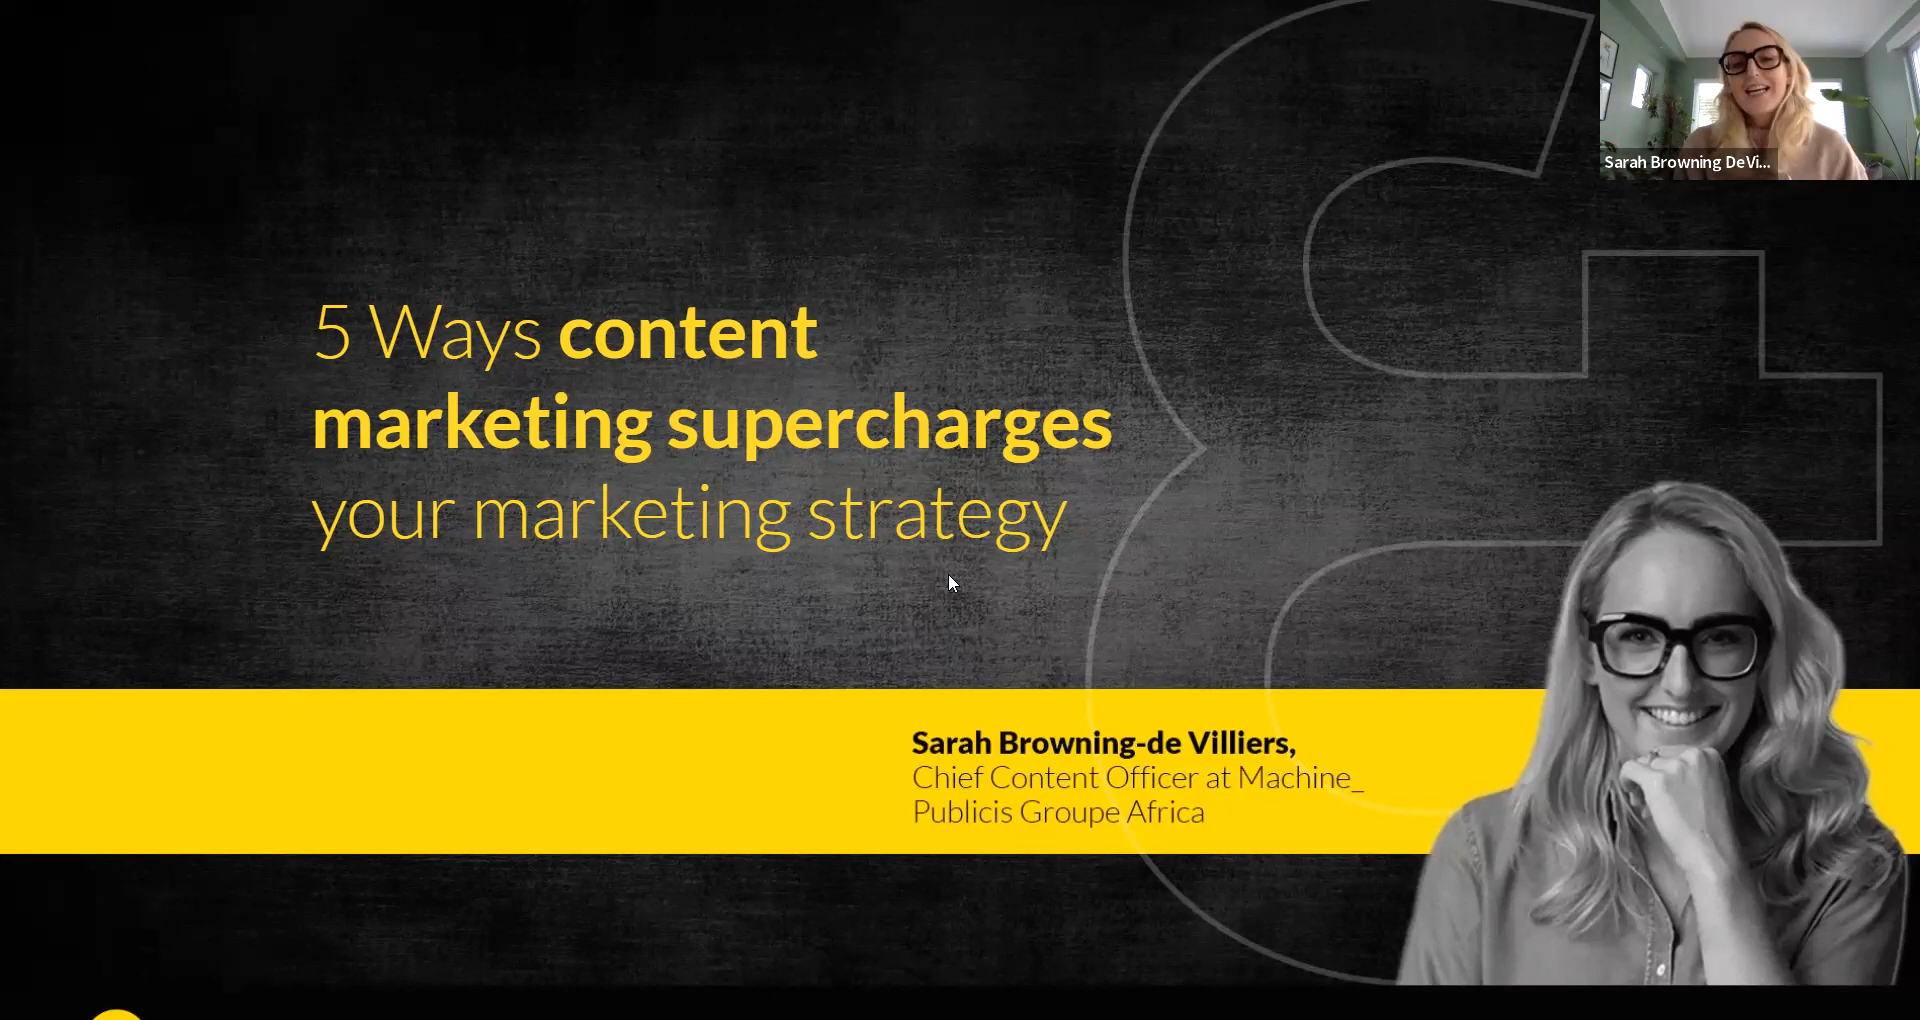 Sarah Browning DeVi...
5 Ways content
marketing supercharges
your marketing strategy
Sarah Browning-de Villiers,
Chief Content Officer at Machine_
Publicis Groupe Africa